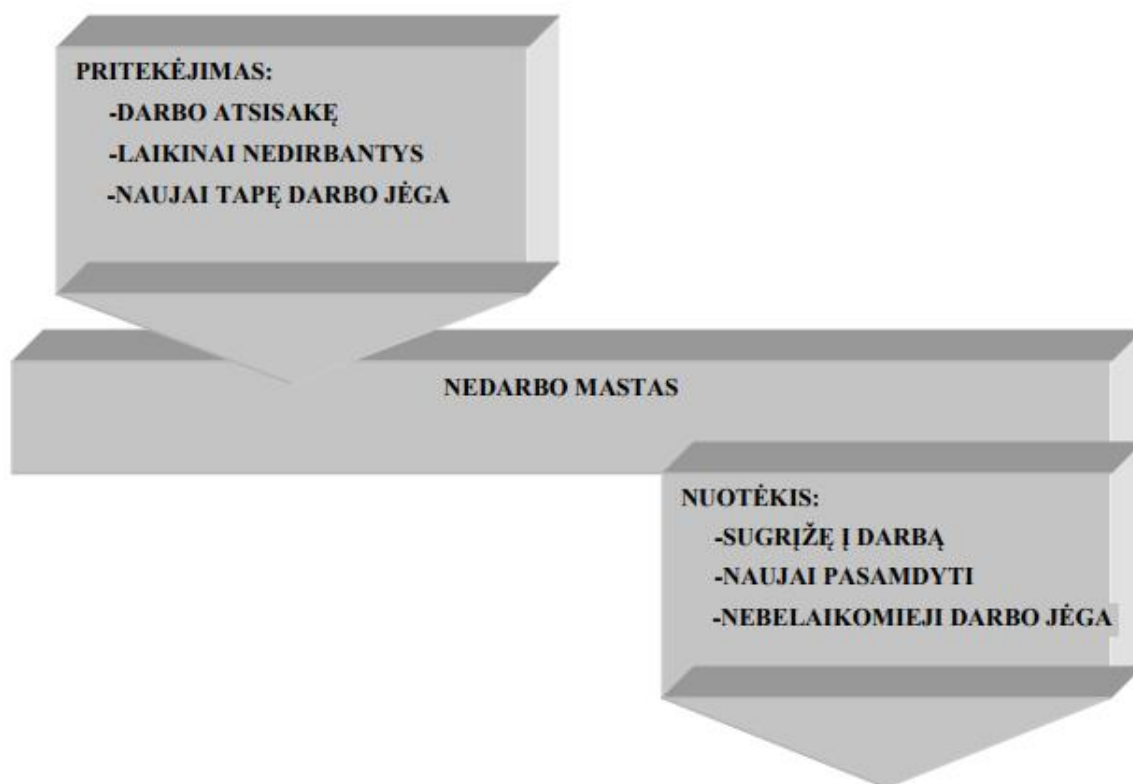 PRITEKĖJIMAS:
-DARBO ATSISAKĘ
-LAIKINAI NEDIRBANTYS
-NAUJAI TAPĘ DARBO JĖGA
NEDARBO MASTAS
NUOTĖKIS:
-SUGRĮŽĘ Į DARBĄ
-NAUJAI PASAMDYTI
-NEBELAIKOMIEJI DARBO JĖGA